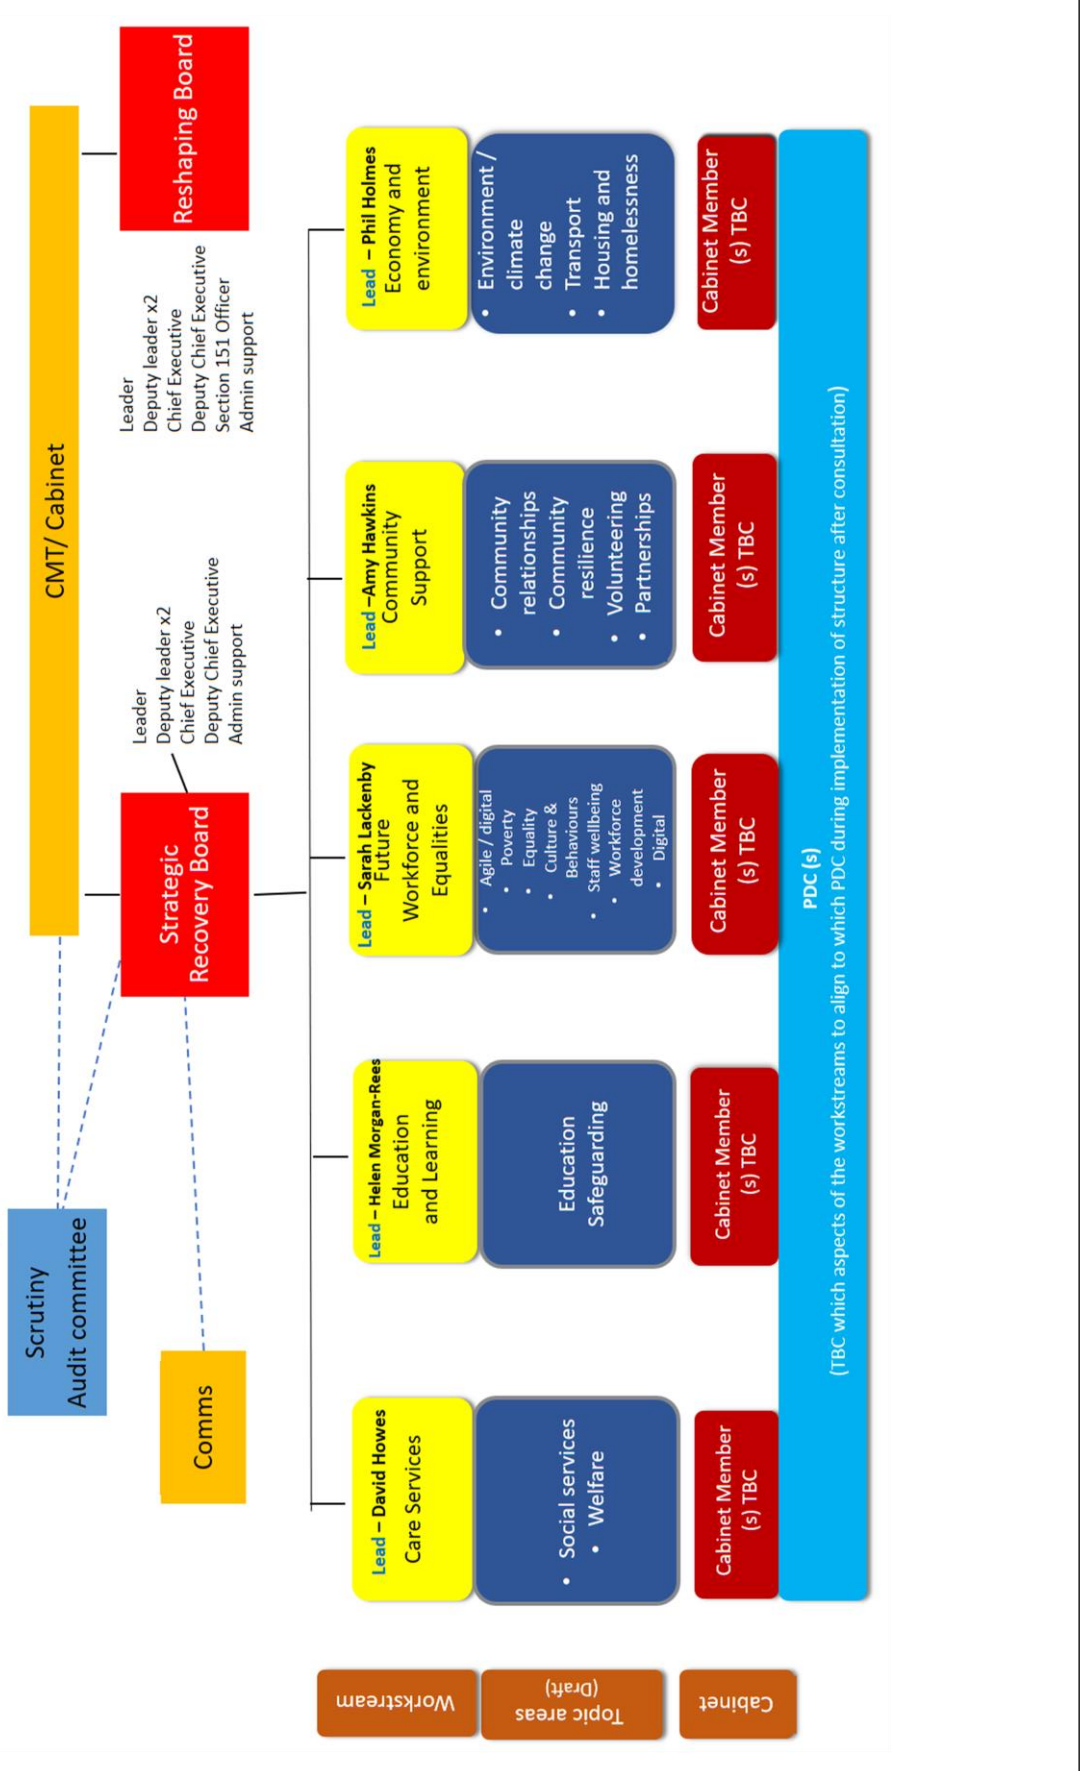 Scrutiny
Audit committee
CMT/ Cabinet
Comms
Strategic
Recovery Board
Leader
Deputy leader x2
Chief Executive
Deputy Chief Executive
Admin support
Leader
Deputy leader x2
Chief Executive
Deputy Chief Executive
Section 151 Officer
Admin support
Reshaping Board
Workstream
Lead – David Howes
Care Services
Lead – Helen Morgan-Rees
Education
and Learning
Lead – Sarah Lackenby
Future
Workforce and
Equalities
Lead –Amy Hawkins
Community
Support
Lead – Phil Holmes
Economy and
environment
Topic areas
(Draft)
• Social services
• Welfare
Education
Safeguarding
• Agile / digital
• Poverty
• Equality
• Culture &
Behaviours
• Staff wellbeing
• Workforce
development
• Digital
• Community
relationships
• Community
resilience
• Volunteering
• Partnerships
• Environment /
climate
change
• Transport
• Housing and
homelessness
Cabinet
Cabinet Member
(s) TBC
Cabinet Member
(s) TBC
Cabinet Member
(s) TBC
Cabinet Member
(s) TBC
Cabinet Member
(s) TBC
PDC (s)
(TBC which aspects of the workstreams to align to which PDC during implementation of structure after consultation)